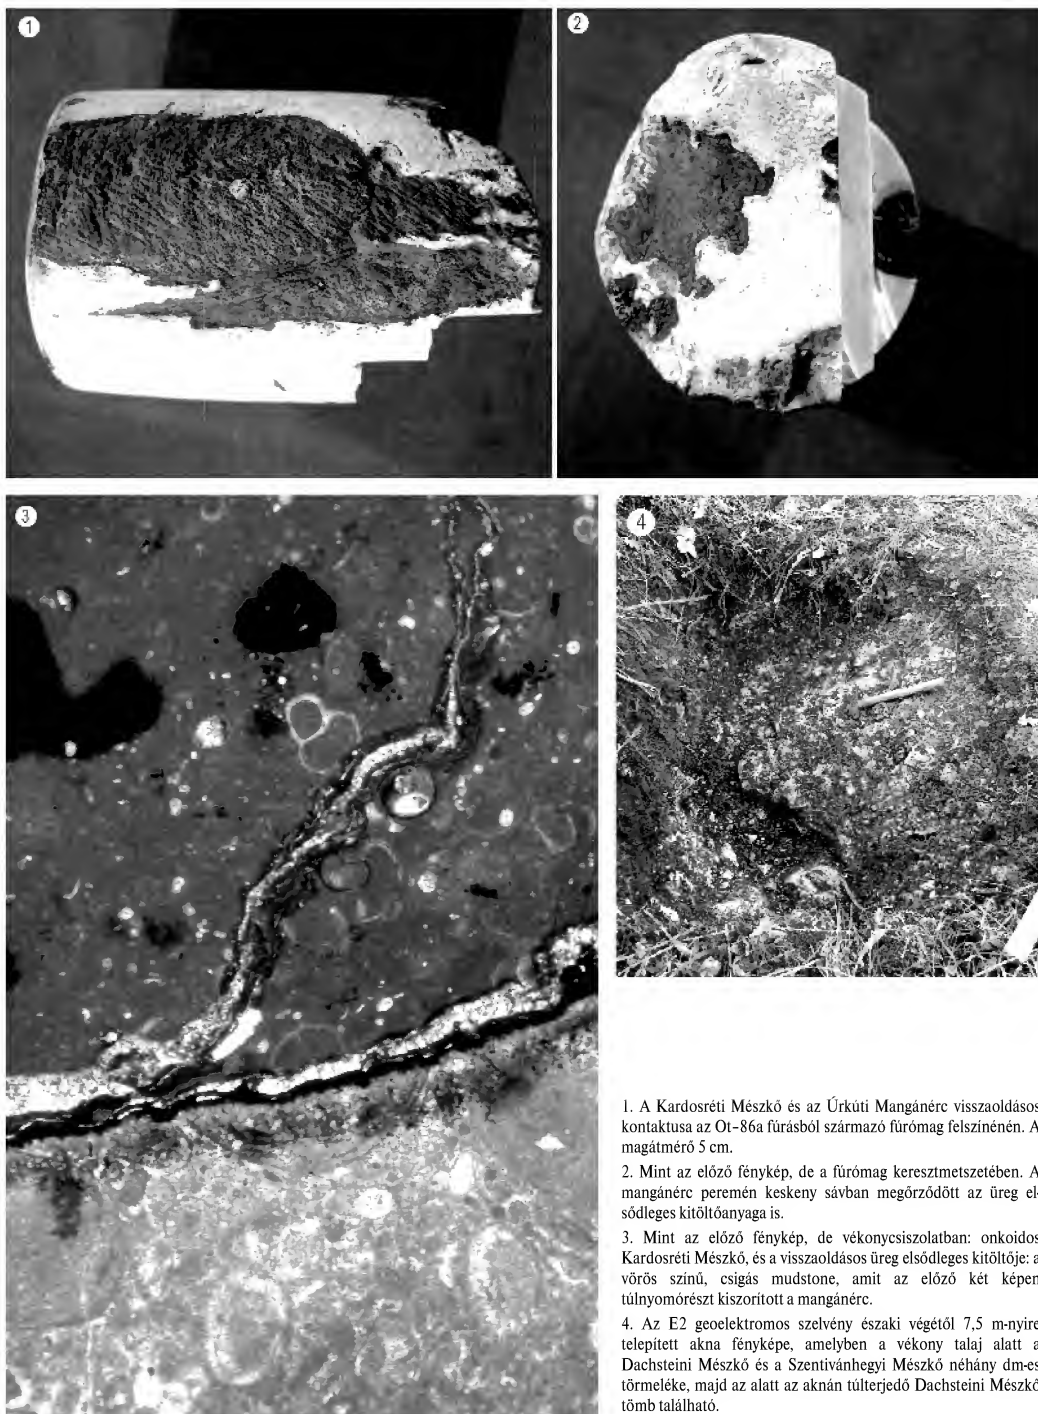 1
2
3
4
1. A Kardosréti Mészkő és az Úrkúti Mangánérc visszaoldásos
kontaktusa az Ot–86a fúrásból származó fúrómag felszínénén. A
magátmérő 5 cm.
2. Mint az előző fénykép, de a fúrómag keresztmetszetében. A
mangánérc peremén keskeny sávban megőrződött az üreg el-
sődleges kitöltőanyaga is.
3. Mint az előző fénykép, de vékonycsiszolatban: onkoidos
Kardosréti Mészkő, és a visszaoldásos üreg elsődleges kitöltője: a
vörös színű, csigás mudstone, amit az előző két képen
túlnyomórészt kiszorított a mangánérc.
4. Az E2 geoelektromos szelvény északi végétől 7,5 m-nyire
telepített akna fényképe, amelyben a vékony talaj alatt a
Dachsteini Mészkő és a Szentivánhegyi Mészkő néhány dm-es
törmeléke, majd az alatt az aknán túlterjedő Dachsteini Mészkő
tömb található.